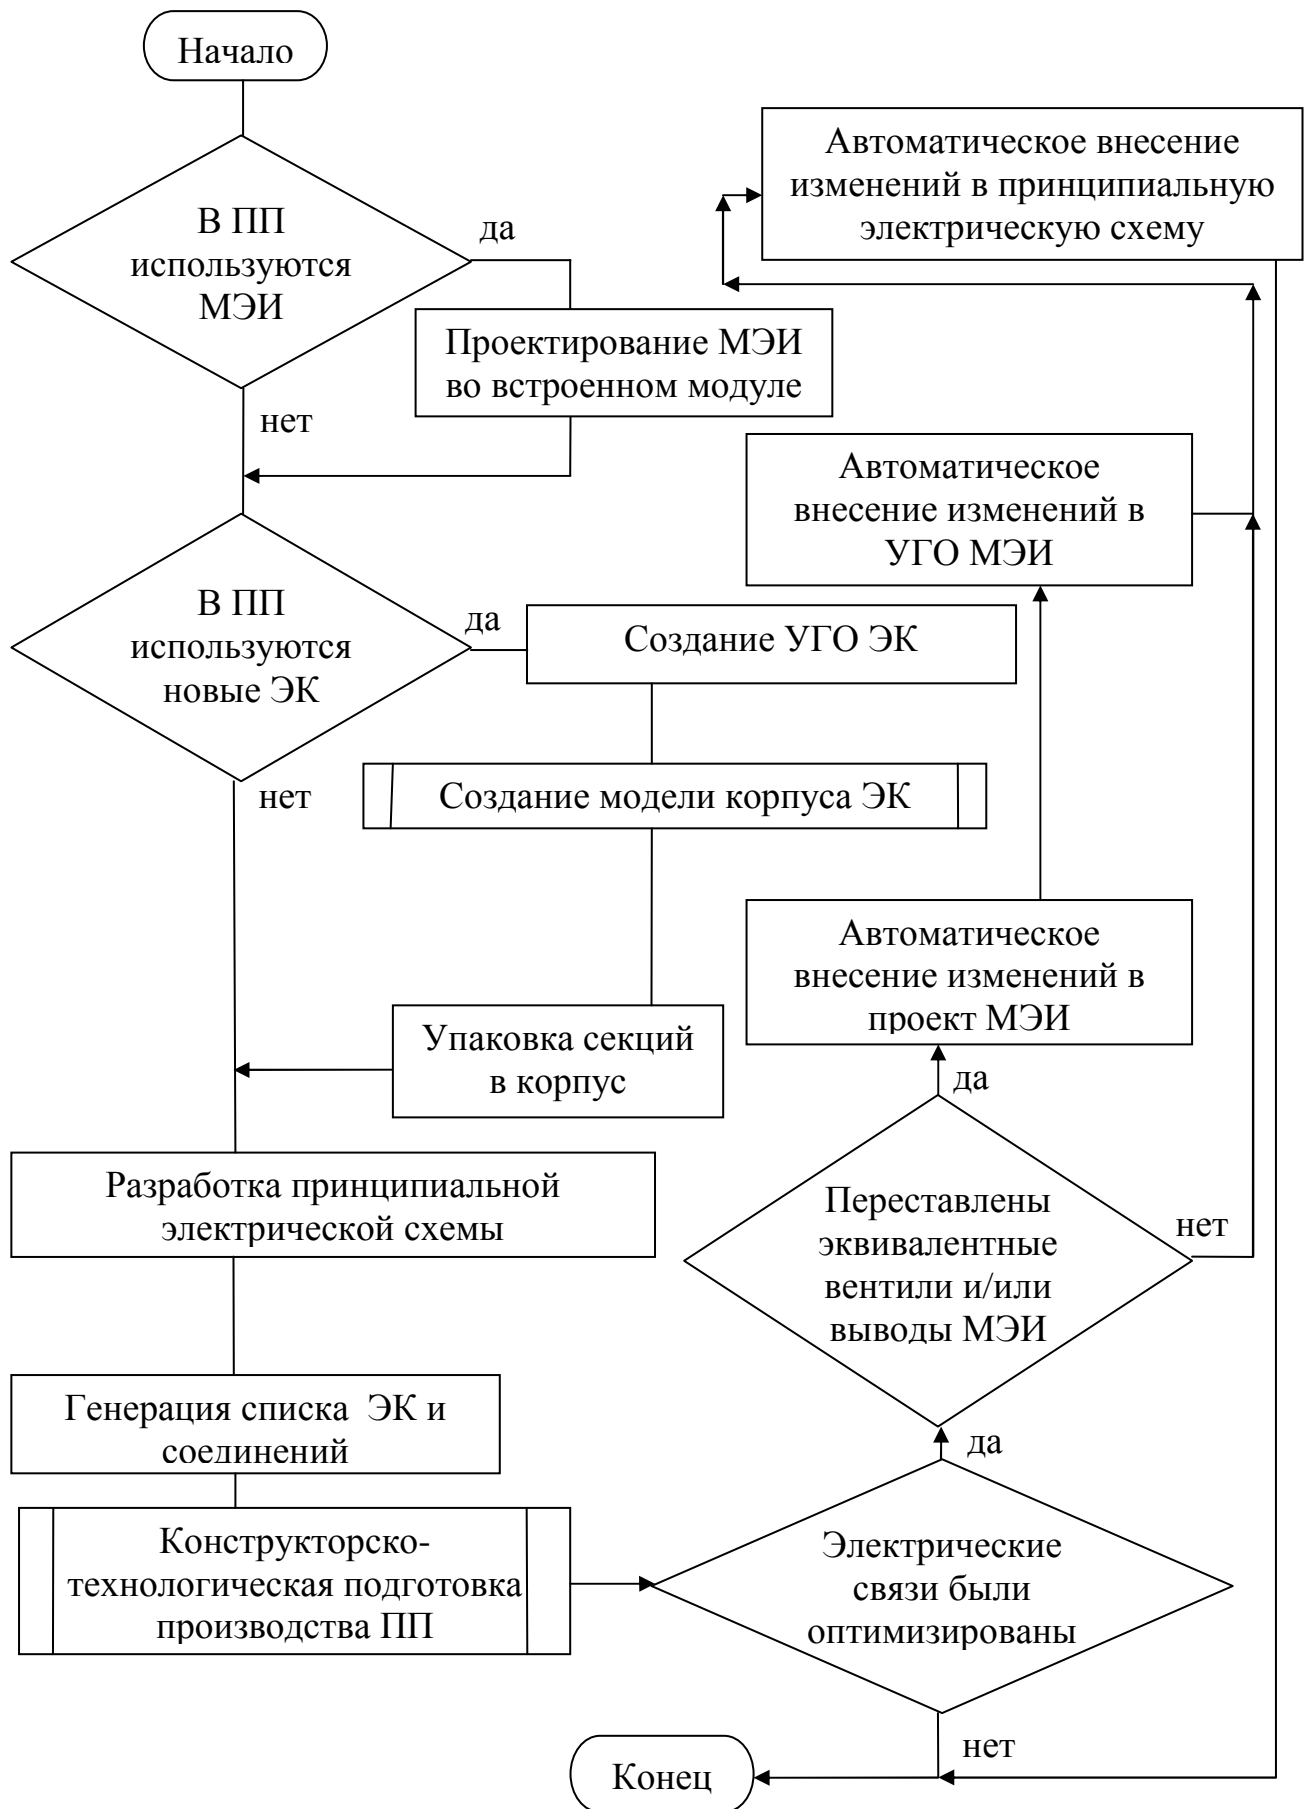 Начало
В ПП
используются
МЭИ
да
нет
Проектирование МЭИ
во встроенном модуле
В ПП
используются
новые ЭК
да
нет
Создание УГО ЭК
Создание модели корпуса ЭК
Упаковка секций
в корпус
Разработка принципиальной
электрической схемы
Генерация списка  ЭК и
соединений
Конструкторско-
технологическая подготовка
производства ПП
Электрические
связи были
оптимизированы
да
нет
Переставлены
эквивалентные
вентили и/или
выводы МЭИ
да
нет
Автоматическое
внесение изменений в
проект МЭИ
Автоматическое
внесение изменений в
УГО МЭИ
Автоматическое внесение
изменений в принципиальную
электрическую схему
Конец